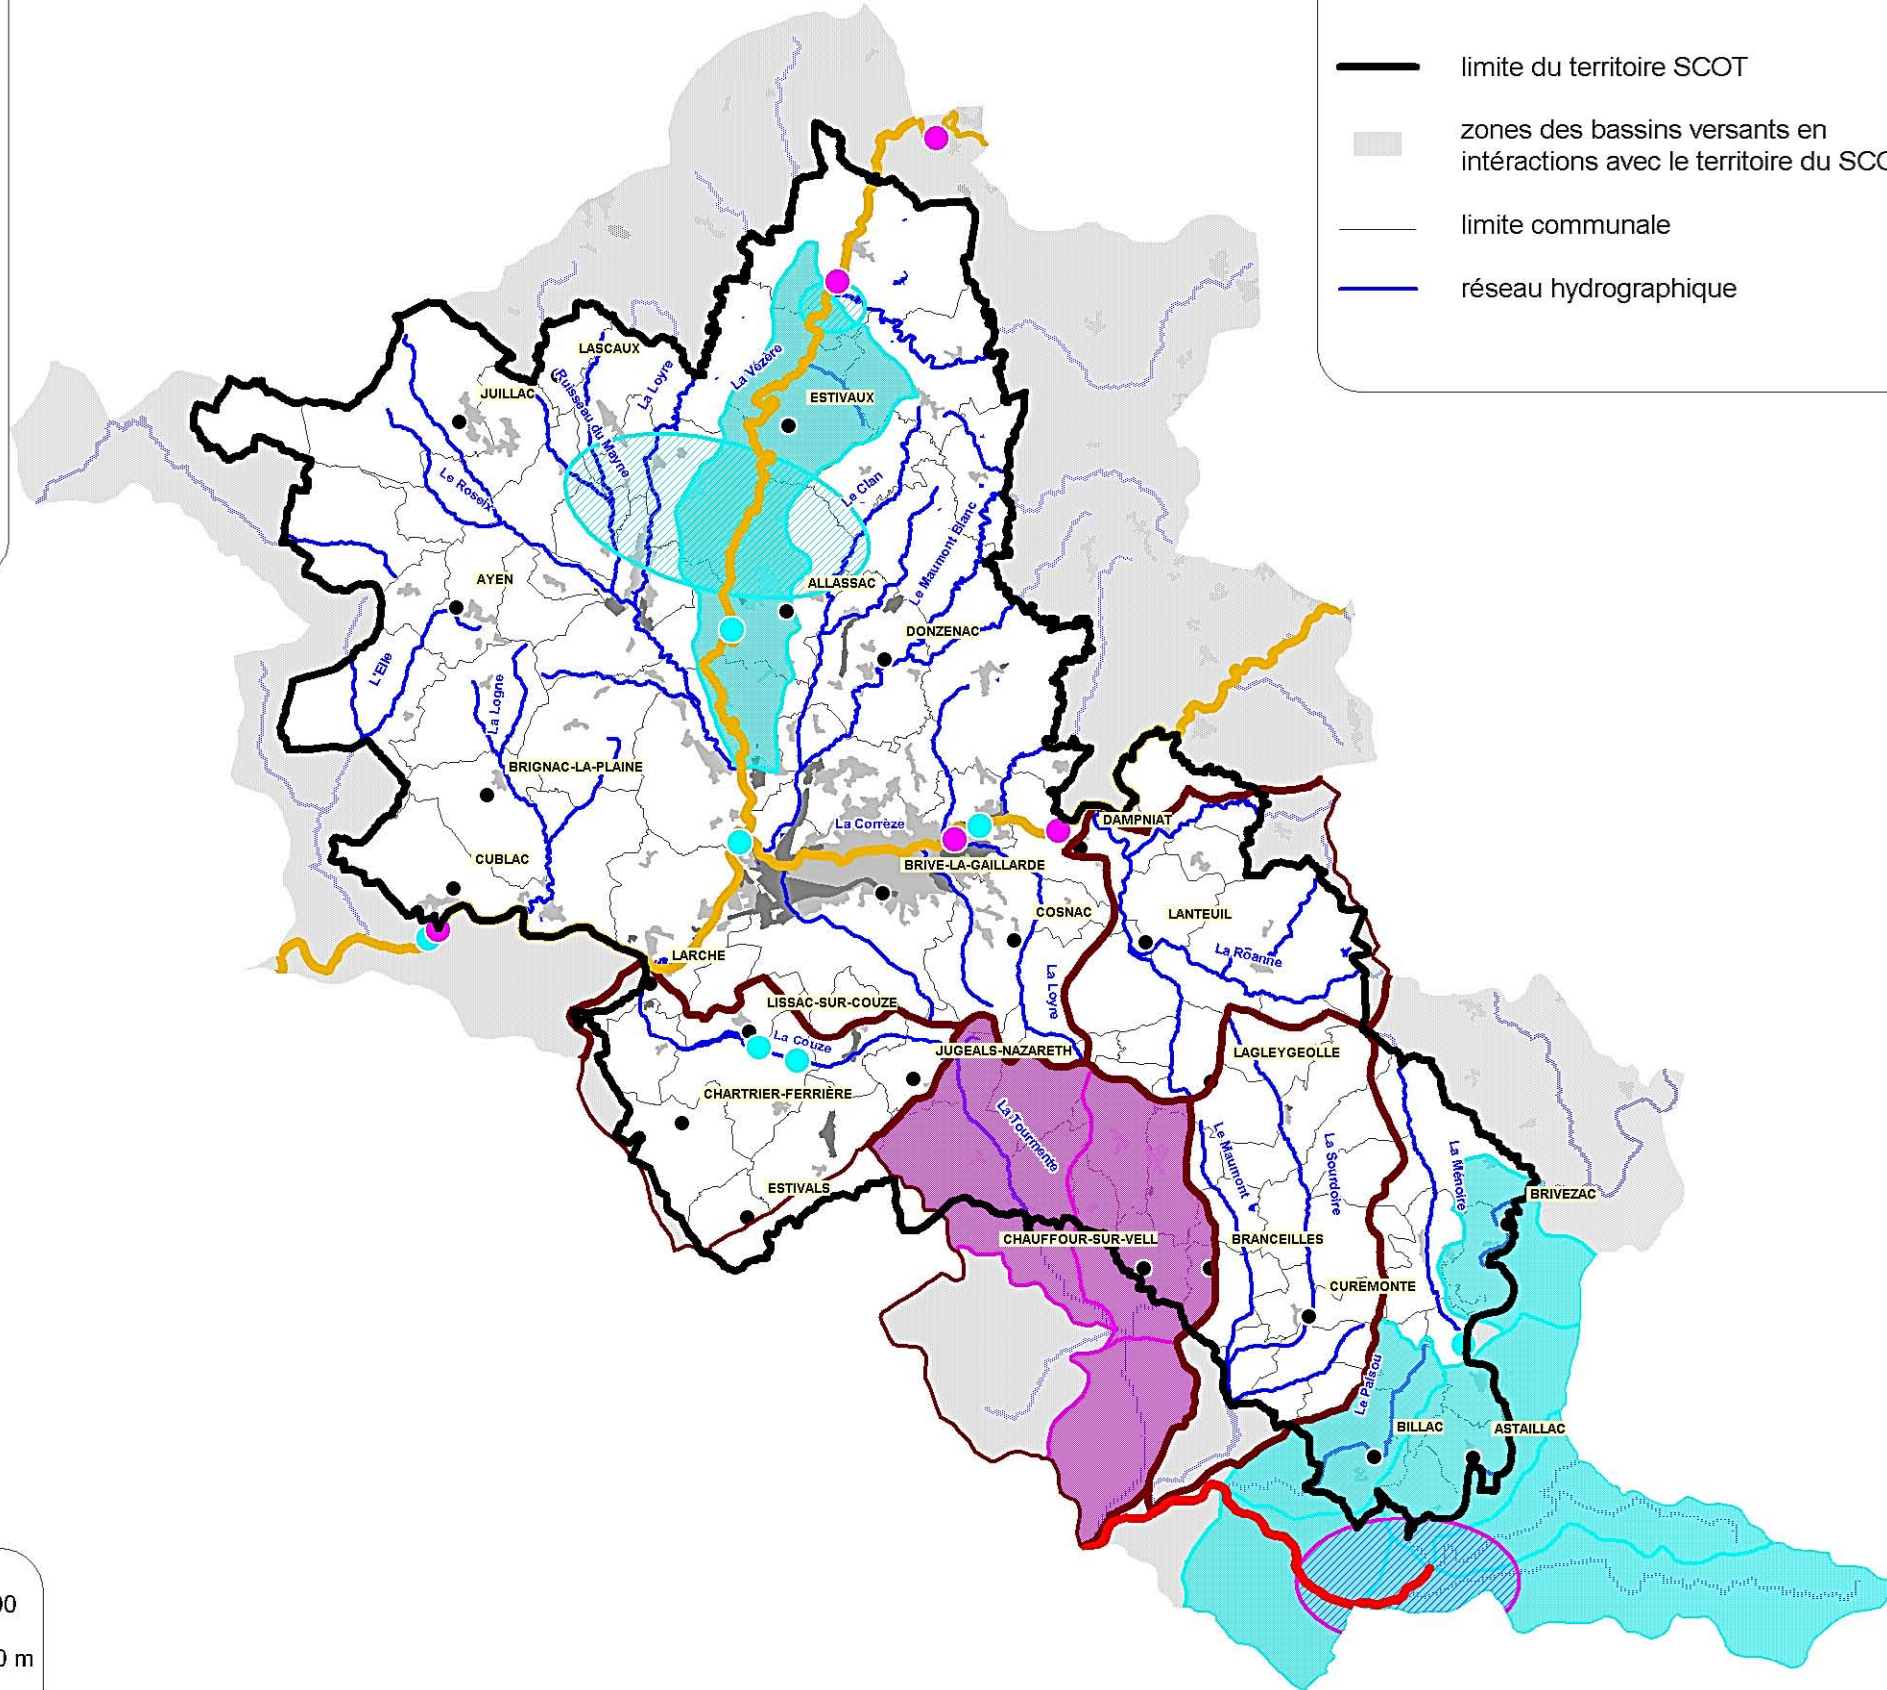 limite du territoire SCOT
zones des bassins versants en
intéractions avec le territoire du
limite communale
réseau hydrographique
LASCAUX
JUILLAC
Ruisseau du Mayne
La Loyre
La Vézère
ESTIVAUX
Le Roseix
Le Clan
Le Maumont Blanc
AYEN
ALLASSAC
DONZENAC
L'Elle
La Logne
BRIGNAC-LA-PLAINE
La Corrèze
DAMPNIAT
CUBLAC
BRIVE-LA-GAILLARDE
COSNAC
LANTEUIL
LARCHE
La Rôanne
La Loyre
LISSAC-SUR-COUZE
La Couze
JUGEALS-NAZARETH
LAGLEYGEOLLE
CHARTRIER-FERRIÈRE
La Tourmente
Le Maumont
La Sourdoire
La Ménoire
ESTIVALS
BRIVEZAC
CHAUFFOUR-SUR-VELL
BRANCEILLES
CUREMONTE
Le Palsou
BILLAC
ASTAILLAC
00
0 m